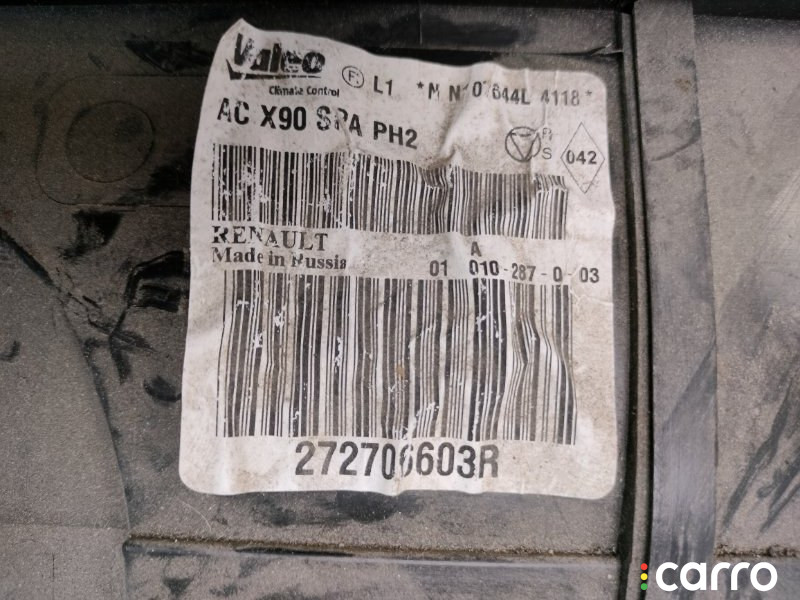 Valeo
Climate Control
F L1 *M N 07644L 4118*
AC X90 SPA PH2
R
S
042
RENAULT
Made in Russia
A
01 010-287-0-03
272706603R
carro